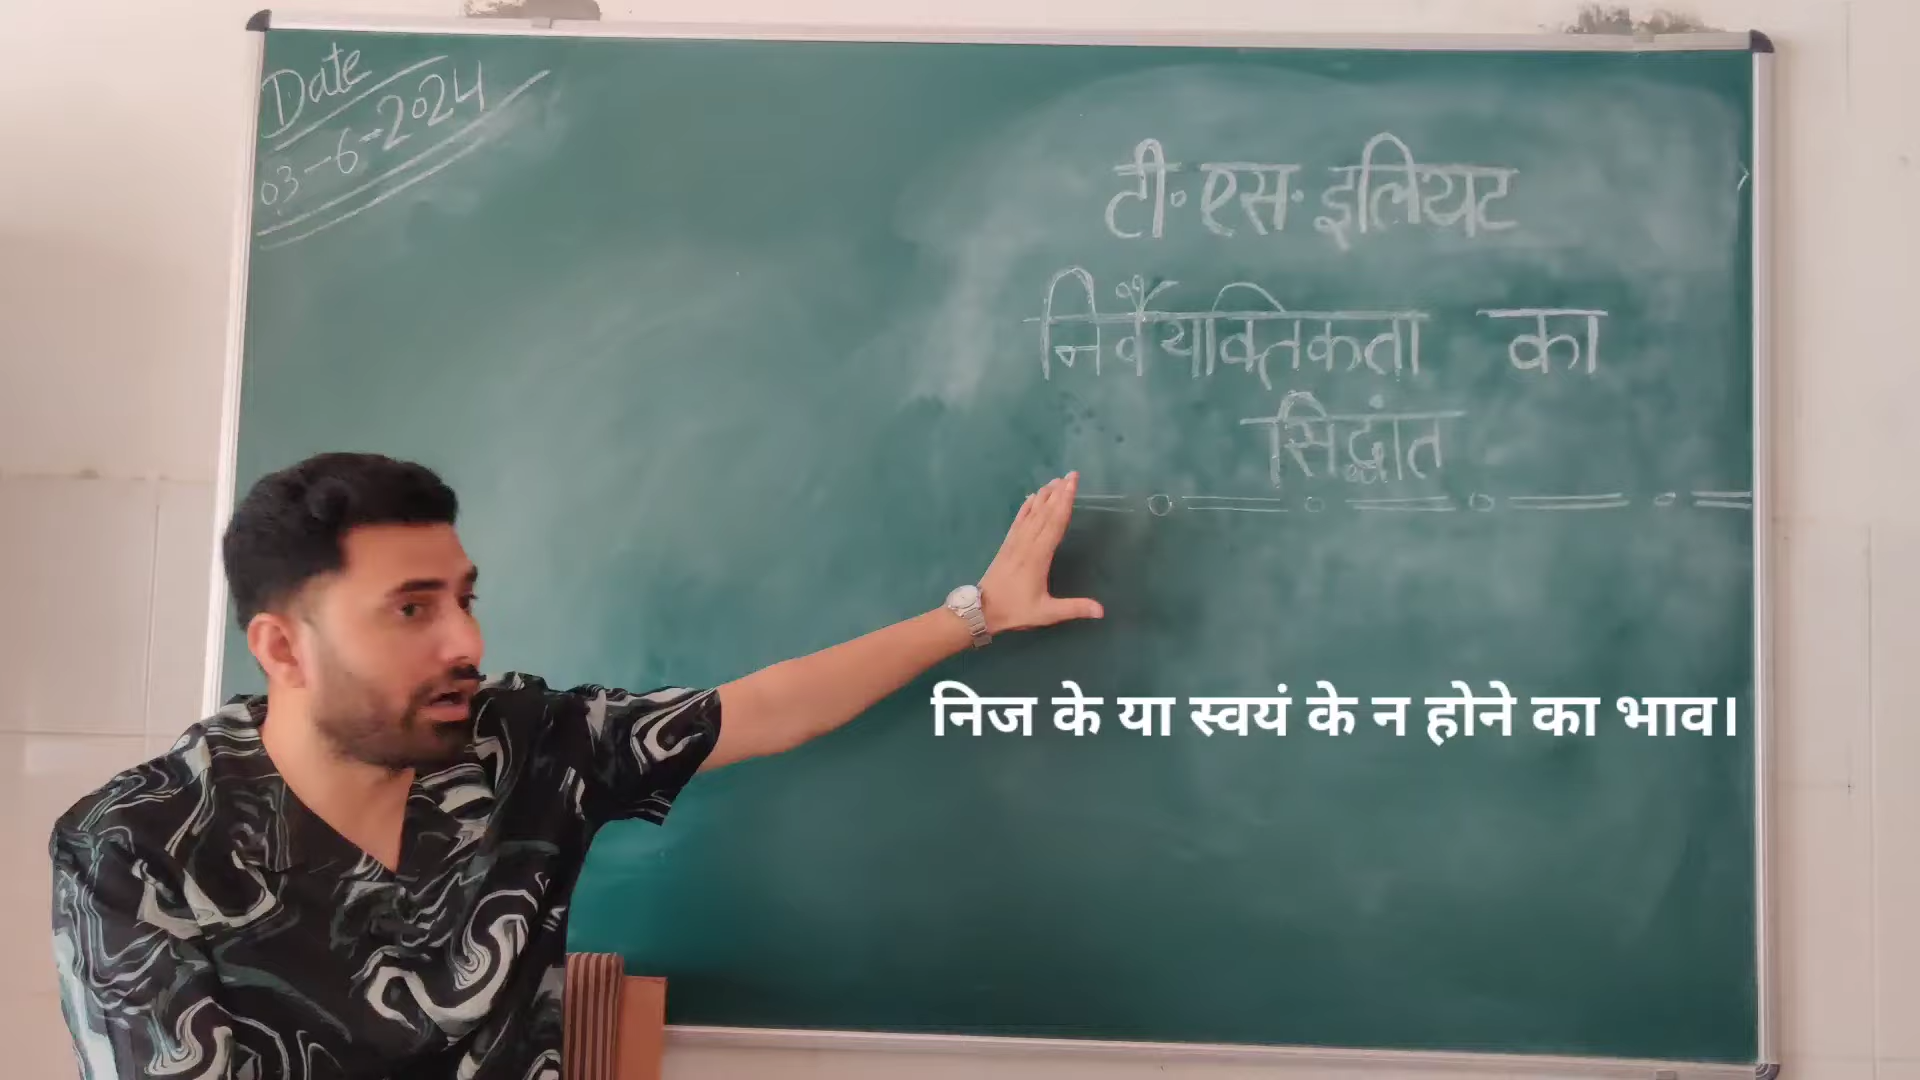 Date
03-6-2024
टी॰ एस॰ इलियट
निर्वैयक्तिकता का
सिद्धांत
निज के या स्वयं के न होने का भाव।